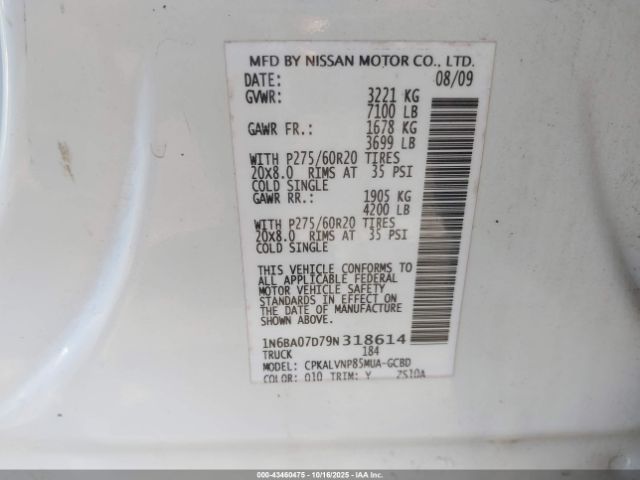 MFD BY NISSAN MOTOR CO., LTD.
DATE: 08/09
GVWR: 3221 KG
7100 LB
GAWR FR.: 1678 KG
3699 LB
WITH P275/60R20 TIRES
20X8.0 RIMS AT 35 PSI
COLD SINGLE
GAWR RR.: 1905 KG
4200 LB
WITH P275/60R20 TIRES
20X8.0 RIMS AT 35 PSI
COLD SINGLE
THIS VEHICLE CONFORMS TO
ALL APPLICABLE FEDERAL
MOTOR VEHICLE SAFETY
STANDARDS IN EFFECT ON
THE DATE OF MANUFACTURE
SHOWN ABOVE.
1N6BA07D79N318614
TRUCK 184
MODEL: CPKALVNP85MUA-GCBD
COLOR: Q10 TRIM: Y ZS10A
00-43460475 - 10/16/2025 - IAAI.COM